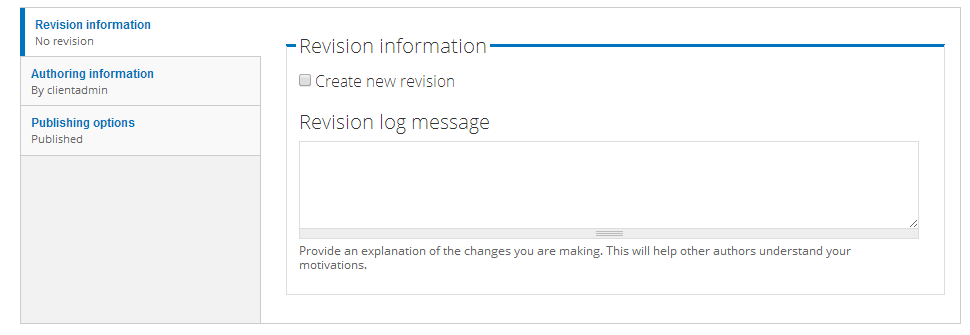 Revision information
No revision
Authoring information
By clientadmin
Publishing options
Published
Revision information
Create new revision
Revision log message
Provide an explanation of the changes you are making. This will help other authors understand your
motivations.